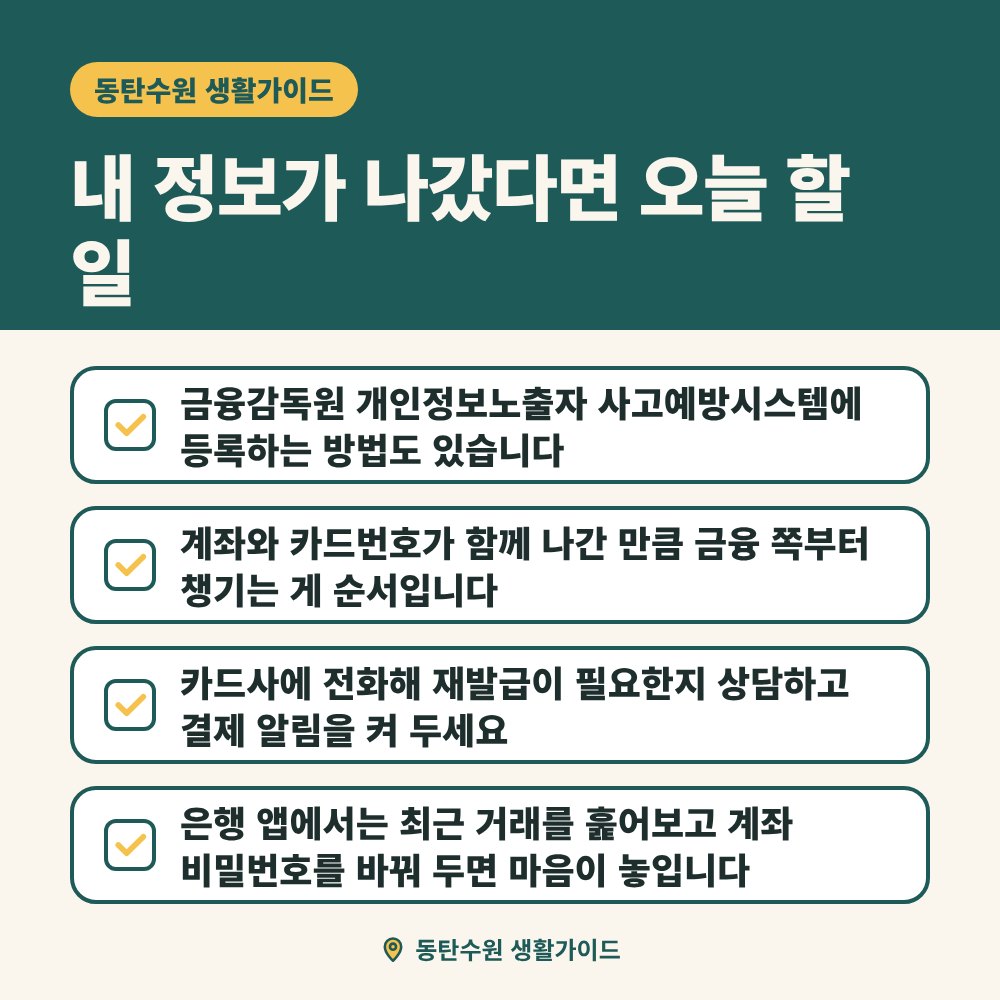 동탄수원 생활가이드
내 정보가 나갔다면 오늘 할
일
금융감독원 개인정보노출자 사고예방시스템에
등록하는 방법도 있습니다
계좌와 카드번호가 함께 나간 만큼 금융 쪽부터
챙기는 게 순서입니다
카드사에 전화해 재발급이 필요한지 상담하고
결제 알림을 켜 두세요
은행 앱에서는 최근 거래를 훑어보고 계좌
비밀번호를 바꿔 두면 마음이 놓입니다
동탄수원 생활가이드